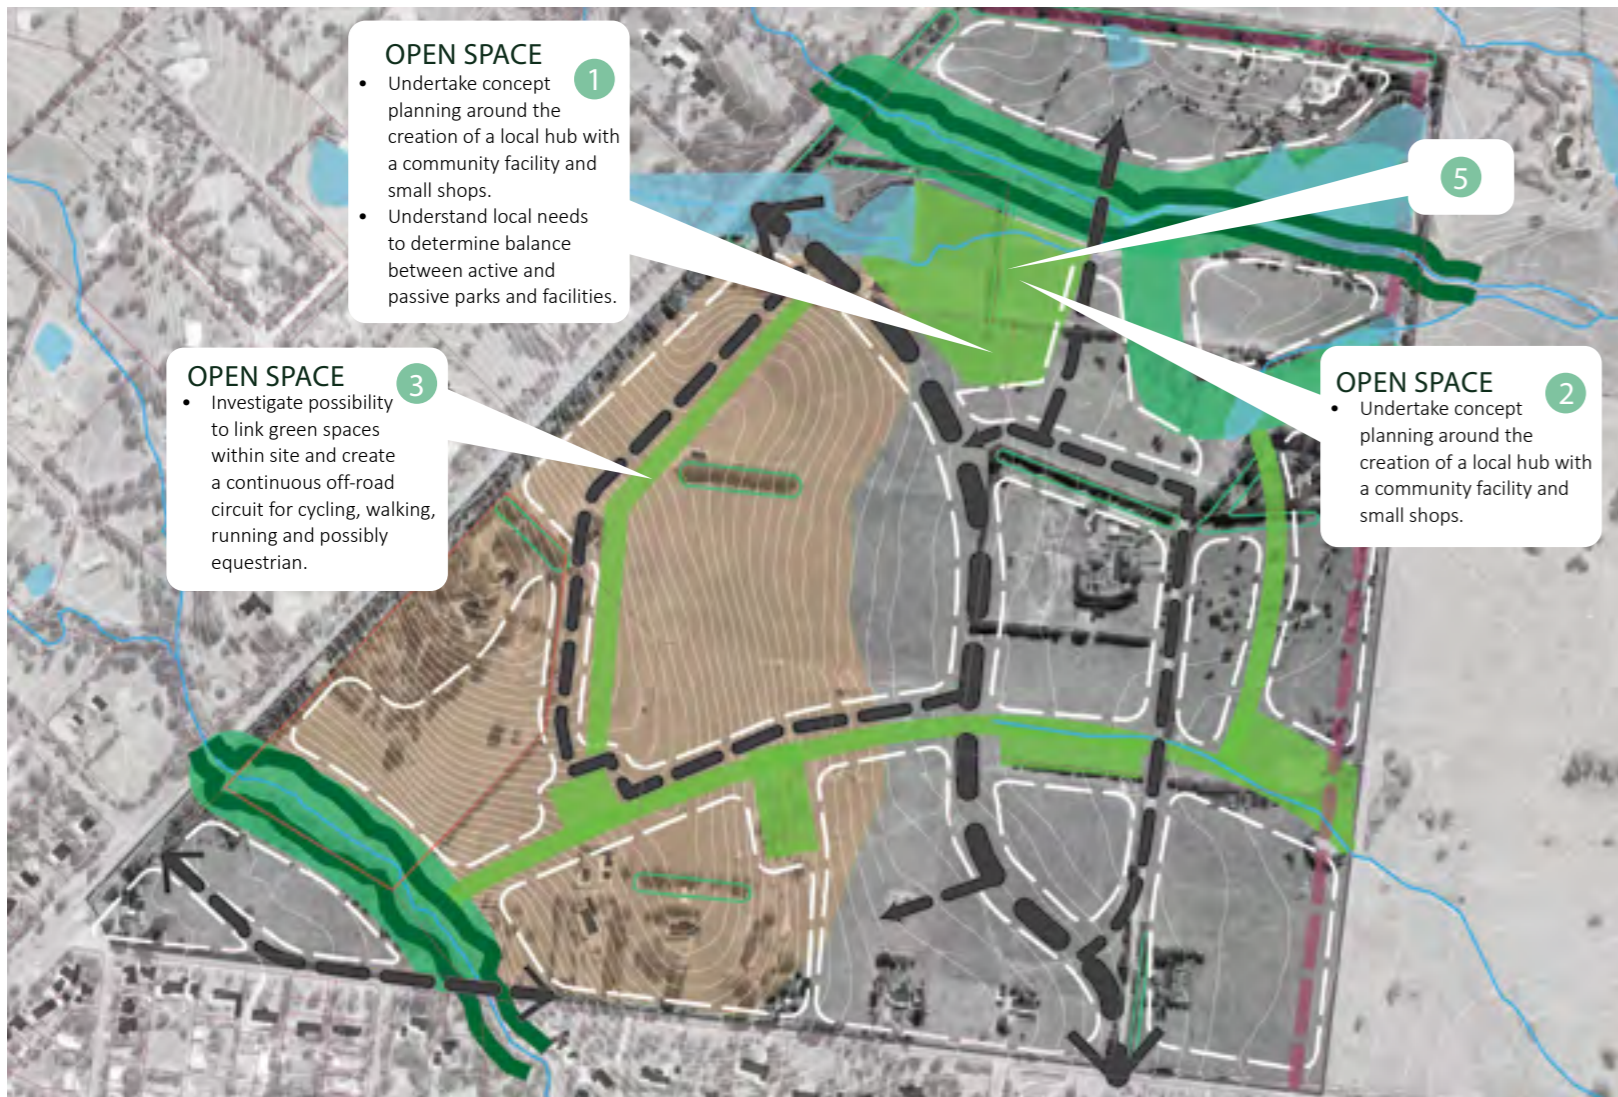 OPEN SPACE
1
• Undertake concept
planning around the
creation of a local hub with
a community facility and
small shops.
• Understand local needs
to determine balance
between active and
passive parks and facilities.
5
OPEN SPACE
3
• Investigate possibility
to link green spaces
within site and create
a continuous off-road
circuit for cycling, walking,
running and possibly
equestrian.
OPEN SPACE
2
• Undertake concept
planning around the
creation of a local hub with
a community facility and
small shops.